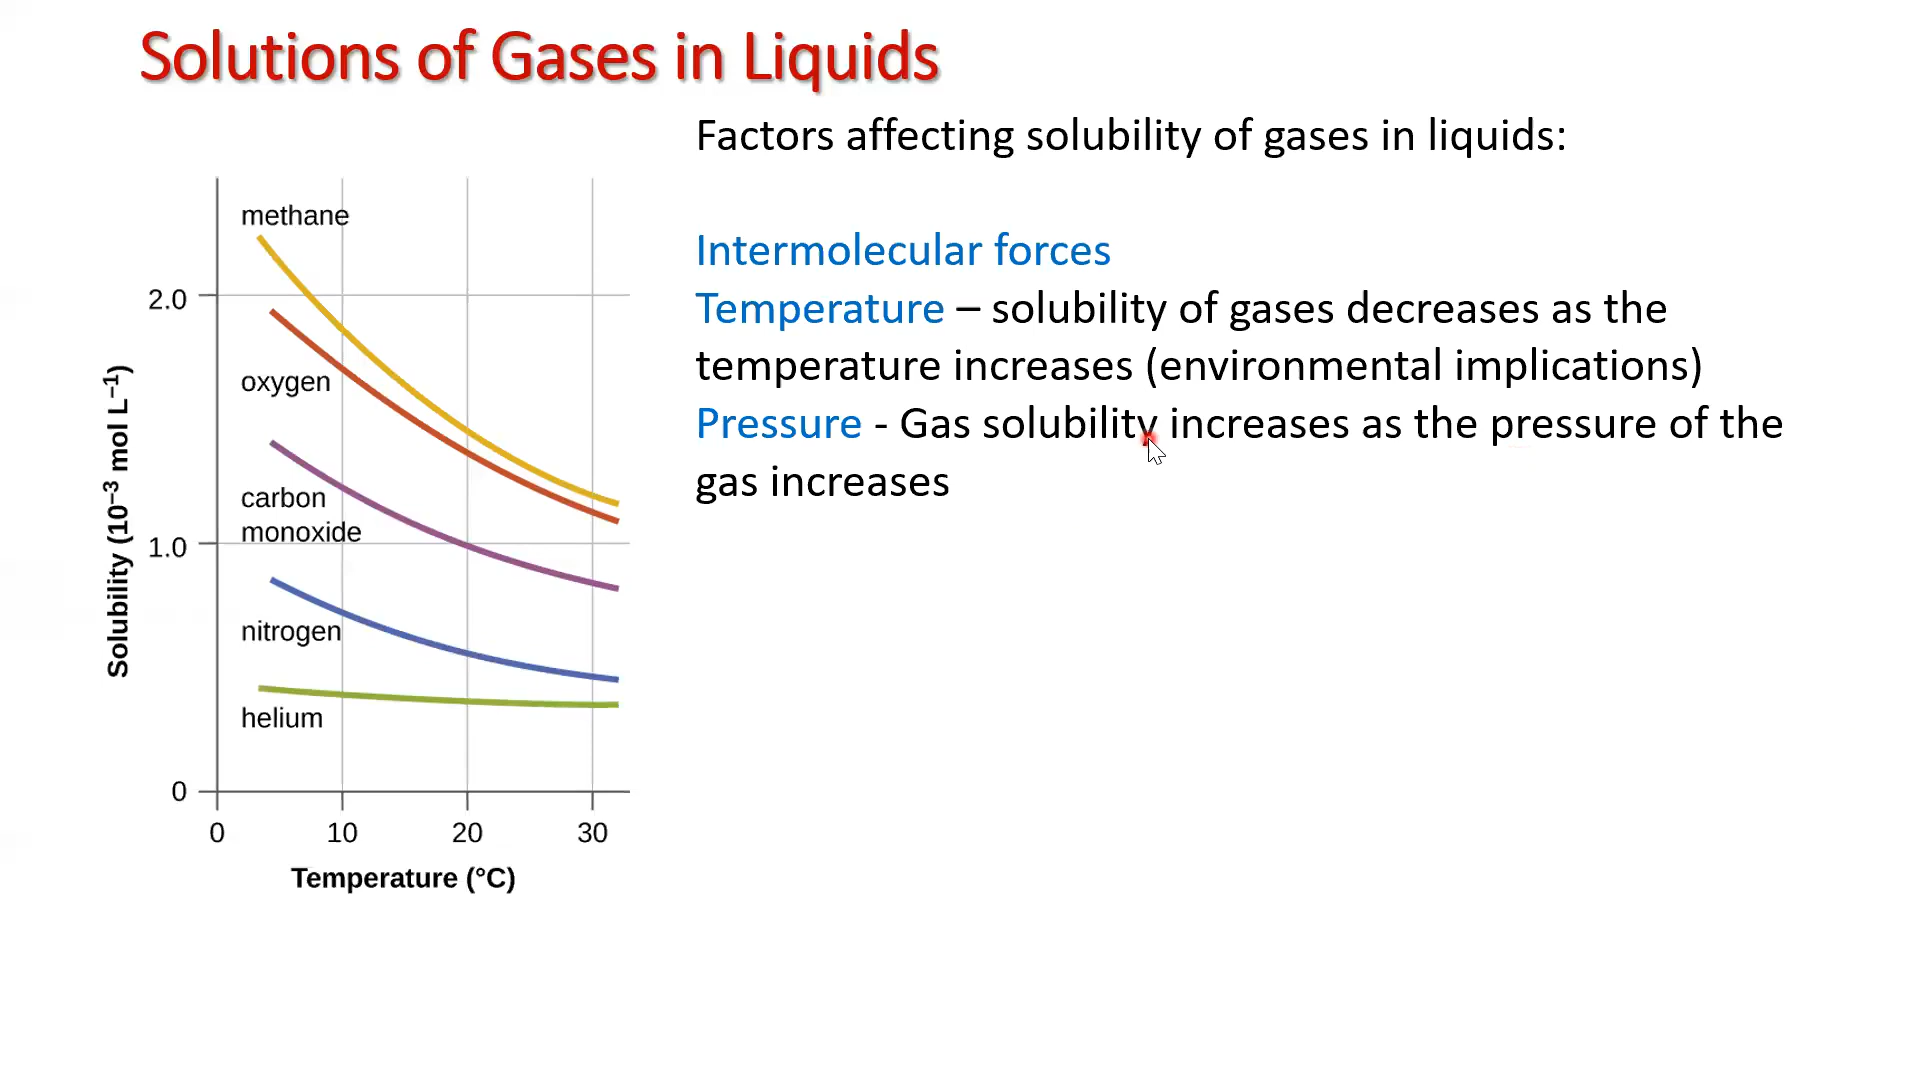 Solutions of Gases in Liquids
Factors affecting solubility of gases in liquids:
Intermolecular forces
Temperature – solubility of gases decreases as the
temperature increases (environmental implications)
Pressure - Gas solubility increases as the pressure of the
gas increases
Solubility (10⁻³ mol L⁻¹)
2.0
1.0
0
methane
oxygen
carbon
monoxide
nitrogen
helium
0 10 20 30
Temperature (°C)